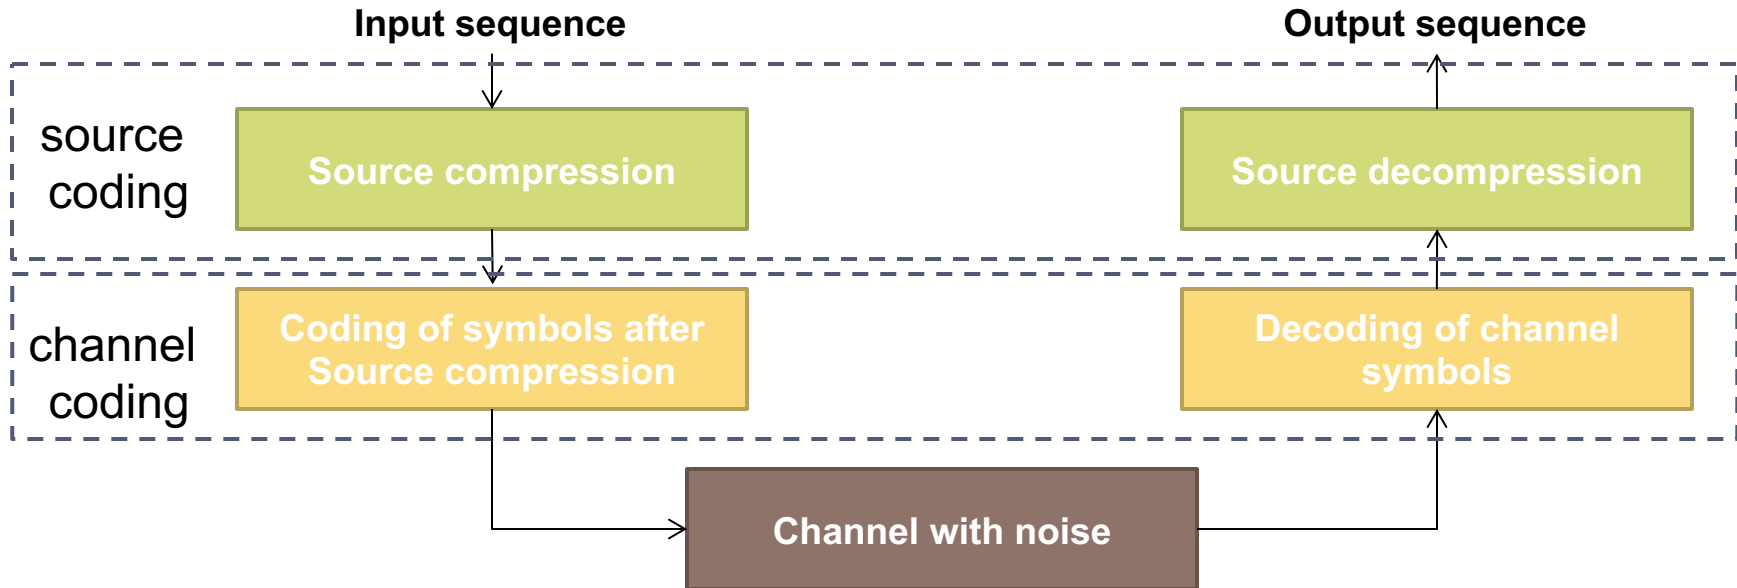 Input sequence
Output sequence
source
coding
Source compression
Source decompression
channel
coding
Coding of symbols after
Source compression
Decoding of channel
symbols
Channel with noise